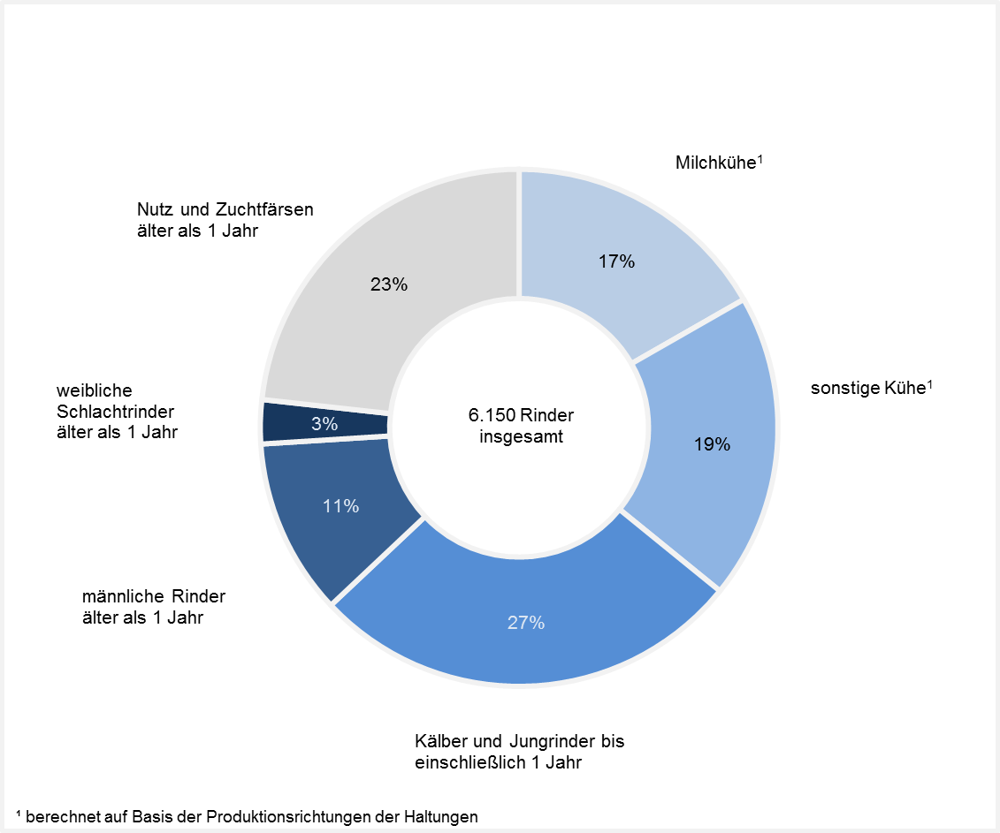 Milchkühe¹
Nutz und Zuchtfärsen
älter als 1 Jahr
17%
23%
sonstige Kühe¹
weibliche
Schlachtrinder
älter als 1 Jahr
3%
6.150 Rinder
insgesamt
19%
11%
männliche Rinder
älter als 1 Jahr
27%
Kälber und Jungrinder bis
einschließlich 1 Jahr
¹ berechnet auf Basis der Produktionsrichtungen der Haltungen